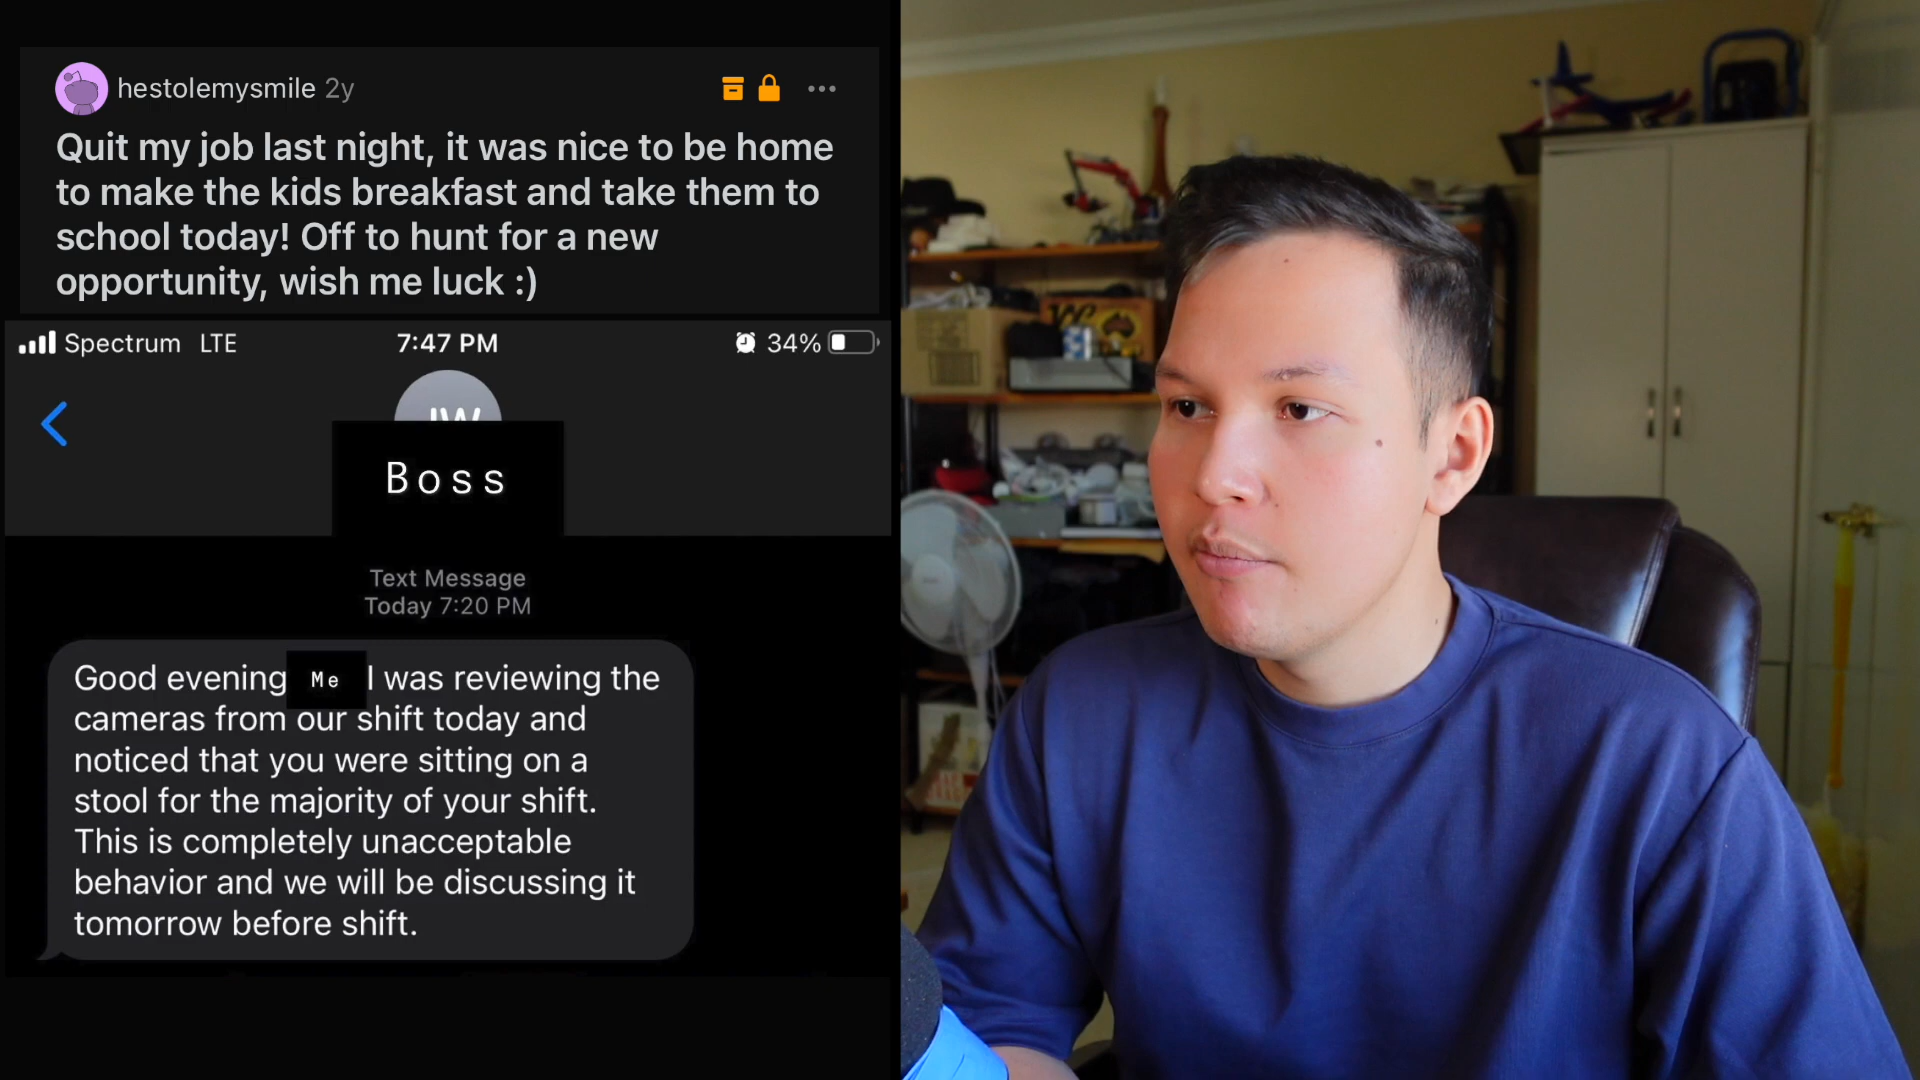 hestolemysmile 2y
Quit my job last night, it was nice to be home
to make the kids breakfast and take them to
school today! Off to hunt for a new
opportunity, wish me luck :)
Spectrum LTE 7:47 PM 34%
Boss
Text Message
Today 7:20 PM
Good evening Me I was reviewing the
cameras from our shift today and
noticed that you were sitting on a
stool for the majority of your shift.
This is completely unacceptable
behavior and we will be discussing it
tomorrow before shift.